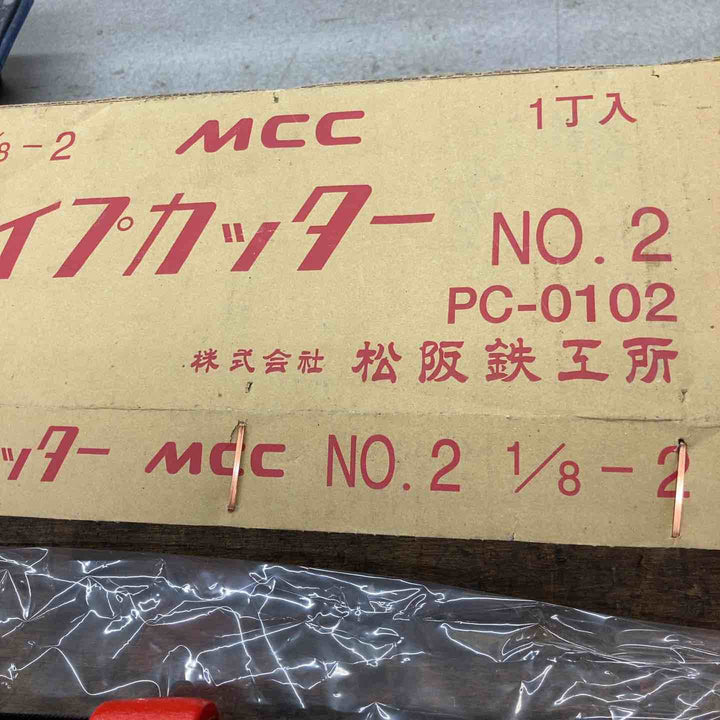 1/8-2 MCC 1丁入
イプカッター NO.2
PC-0102
株式会社 松阪鉄工所
ッター MCC NO.2 1/8-2